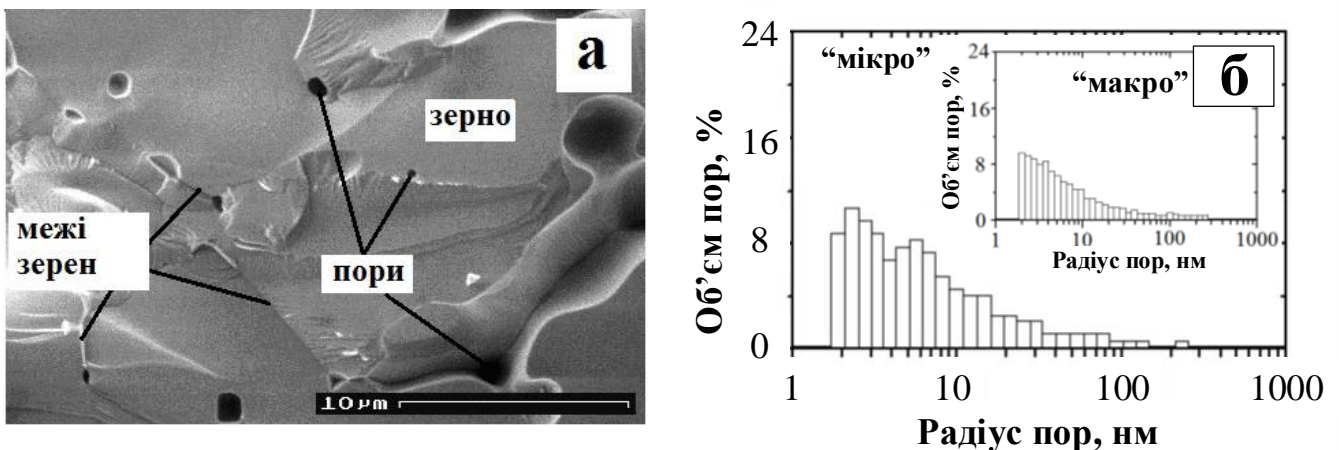 а
зерно
межі
зерен
пори
10µm
б
“мікро”
Об’єм пор, %
24
16
8
0
1
10
100
1000
Радіус пор, нм
“макро”
Об’єм пор, %
24
16
8
0
1
10
100
1000
Радіус пор, нм